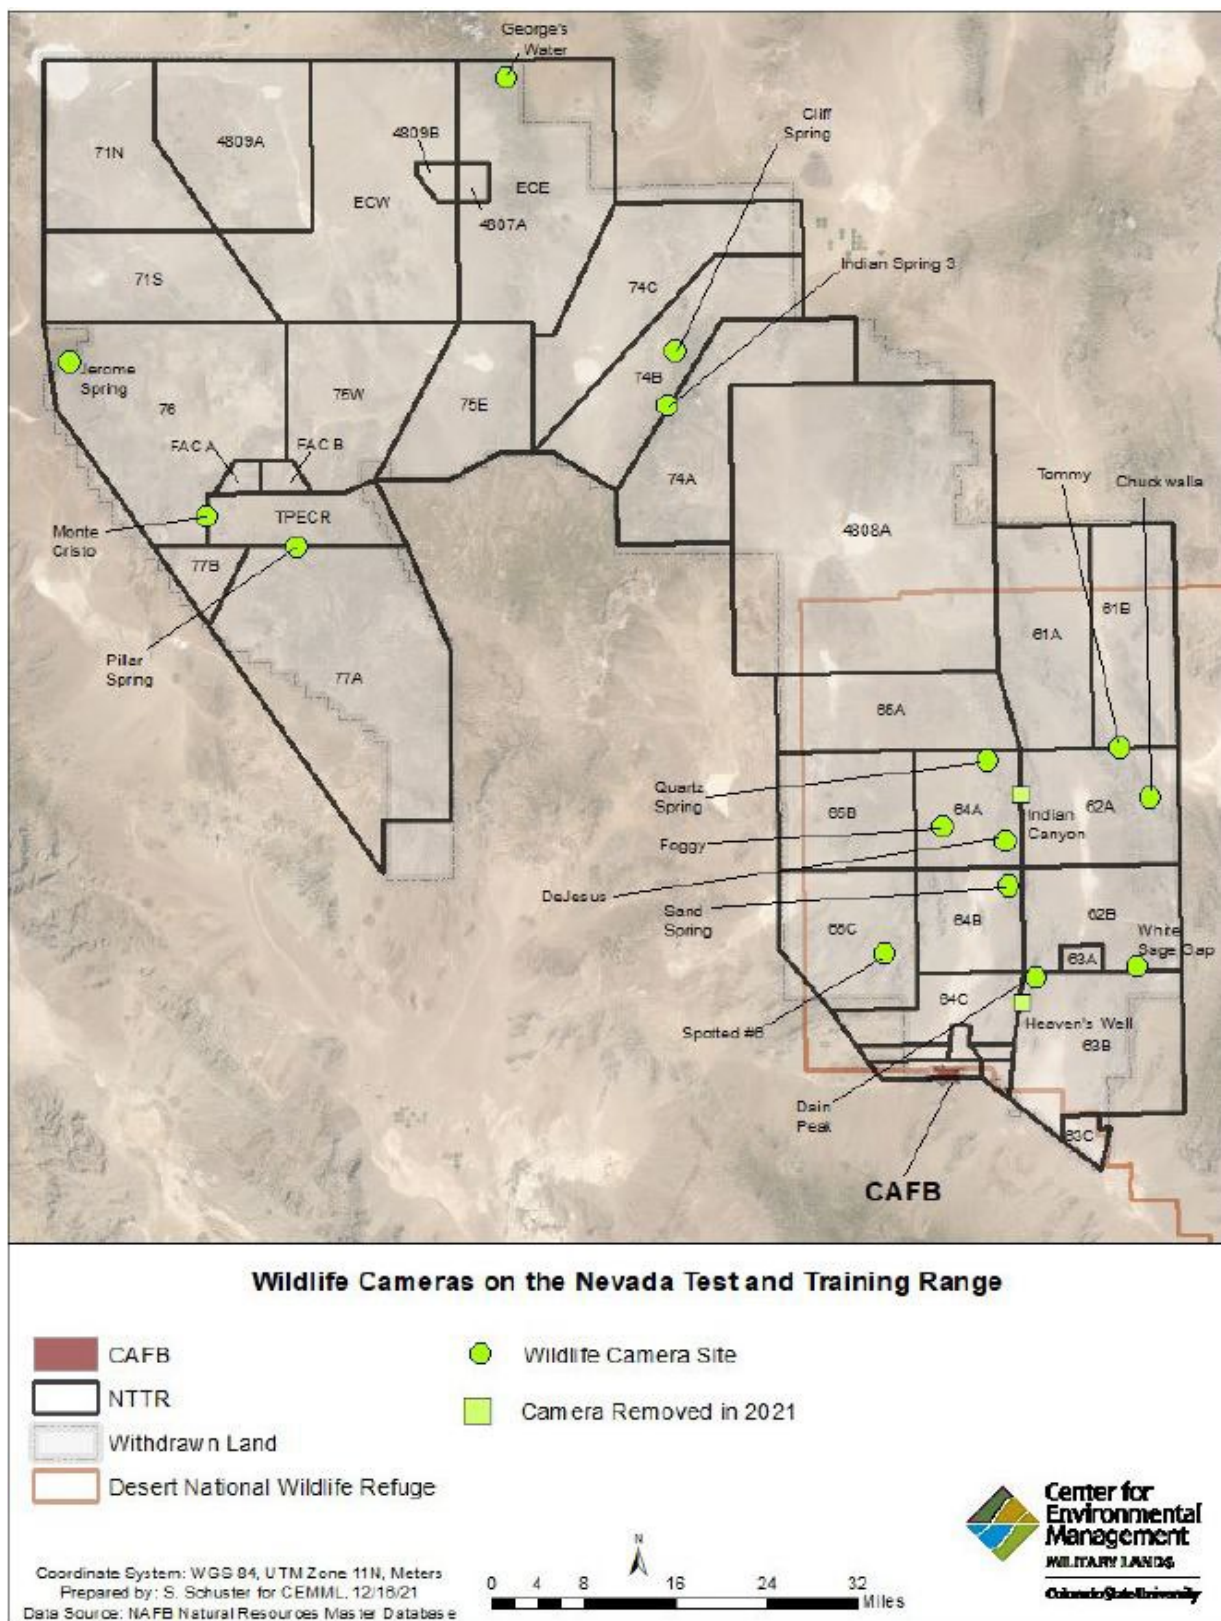 George's
Water
Cliff
Spring
4809B
4809A
71N
ECE
ECW
4807A
Indian Spring 3
71S
74C
Jerome
Spring
74B
76
75W
75E
FAC A
FAC B
74A
Tommy
Chuckwalla
TPECR
4808A
Monte
Cristo
77B
61B
61A
Pillar
Spring
77A
65A
Quartz
Spring
65B
64A
62A
Indian
Canyon
Foggy
DeJesus
Sand
Spring
65C
64B
62B
White
Sage Gap
63A
64C
Spotted #6
Heaven's Well
63B
Dain
Peak
63C
CAFB
Wildlife Cameras on the Nevada Test and Training Range
CAFB
Wildlife Camera Site
NTTR
Camera Removed in 2021
Withdrawn Land
Desert National Wildlife Refuge
Center for
Environmental
Management
MILITARY LANDS
Colorado State University
N
Coordinate System: WGS 84, UTM Zone 11N, Meters
Prepared by: S. Schuster for CEMML, 12/16/21
Data Source: NAFB Natural Resources Master Database
0 4 8 16 24 32
Miles